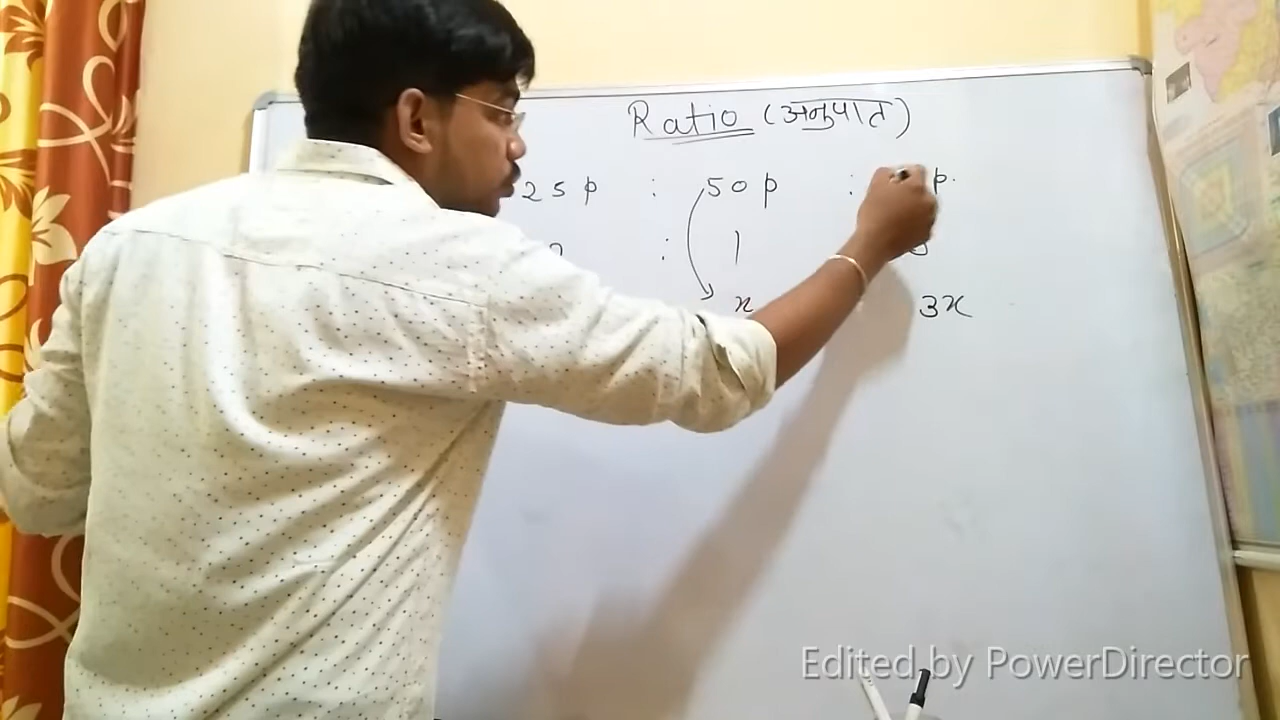 Ratio (अनुपात)
25p : 50p : p.
: 1
x 3x
Edited by PowerDirector